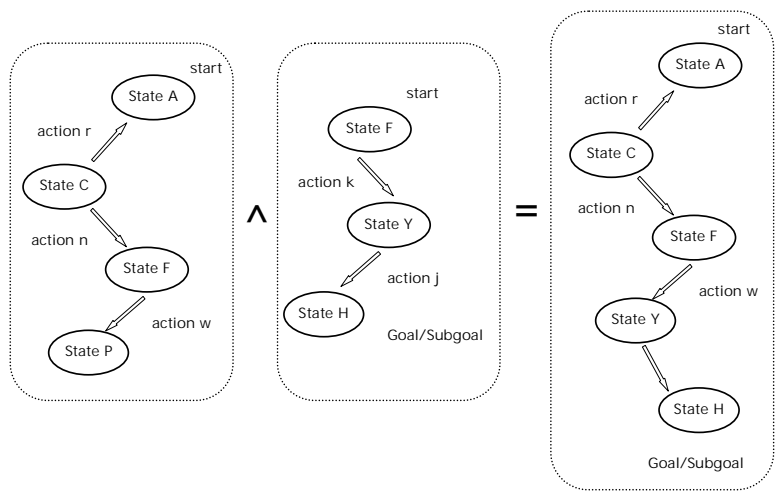 start
State A
action r
State C
action n
State F
action w
State P
^
start
State F
action k
State Y
action j
State H
Goal/Subgoal
=
start
State A
action r
State C
action n
State F
action w
State Y
State H
Goal/Subgoal